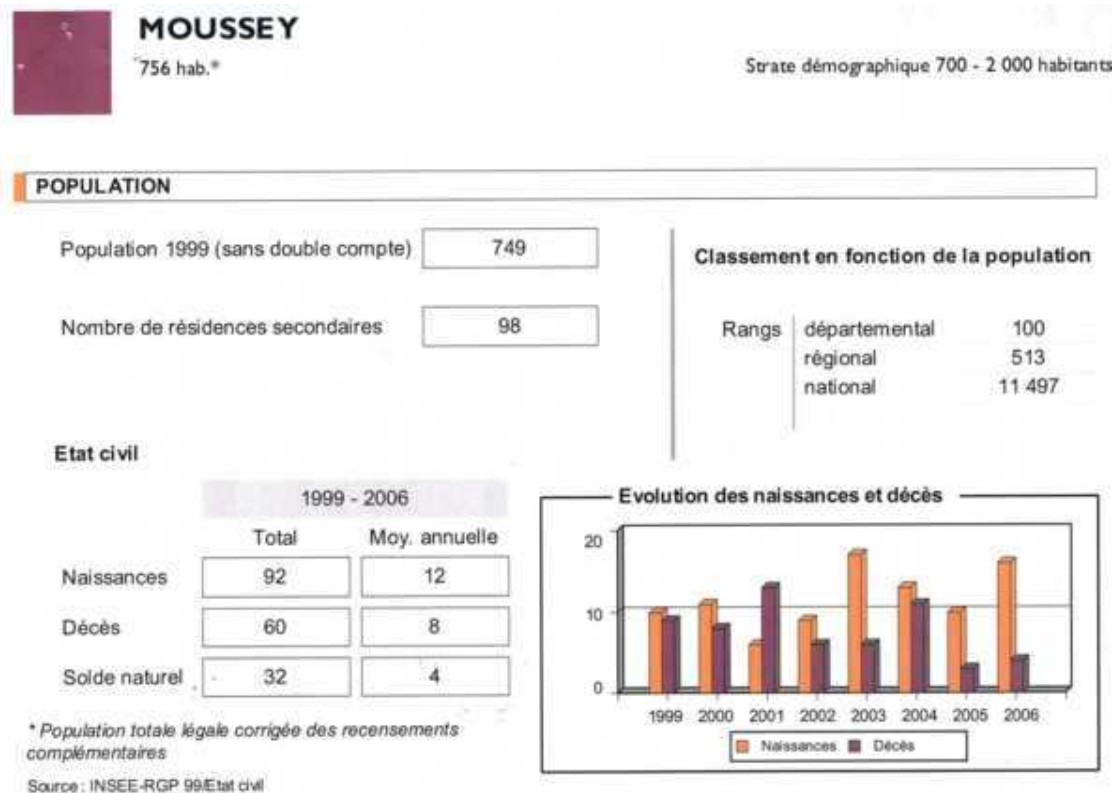 MOUSSEY
756 hab.*
Strate démographique 700 - 2 000 habitants
POPULATION
Population 1999 (sans double compte) 749
Nombre de résidences secondaires 98
Classement en fonction de la population
Rangs départemental 100
régional 513
national 11 497
Etat civil
1999 - 2006
Total Moy. annuelle
Naissances 92 12
Décès 60 8
Solde naturel 32 4
* Population totale légale corrigée des recensements
complémentaires
Source : INSEE-RGP 99/Etat civil
Evolution des naissances et décès
20
10
0
1999 2000 2001 2002 2003 2004 2005 2006
Naissances Décès